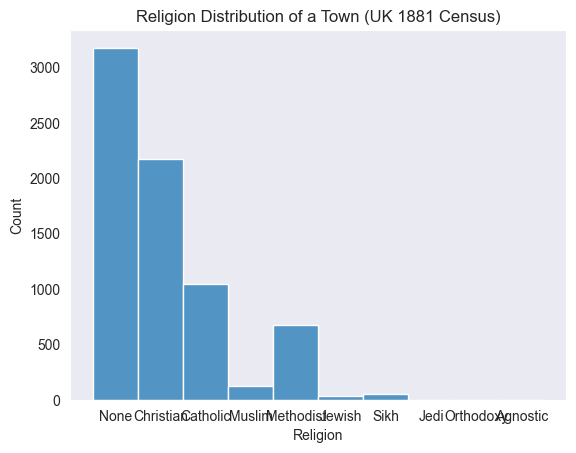 Religion Distribution of a Town (UK 1881 Census)
Count
3000
2500
2000
1500
1000
500
0
None Christian Catholic Muslim Methodist Jewish Sikh Jedi Orthodoxy Agnostic
Religion